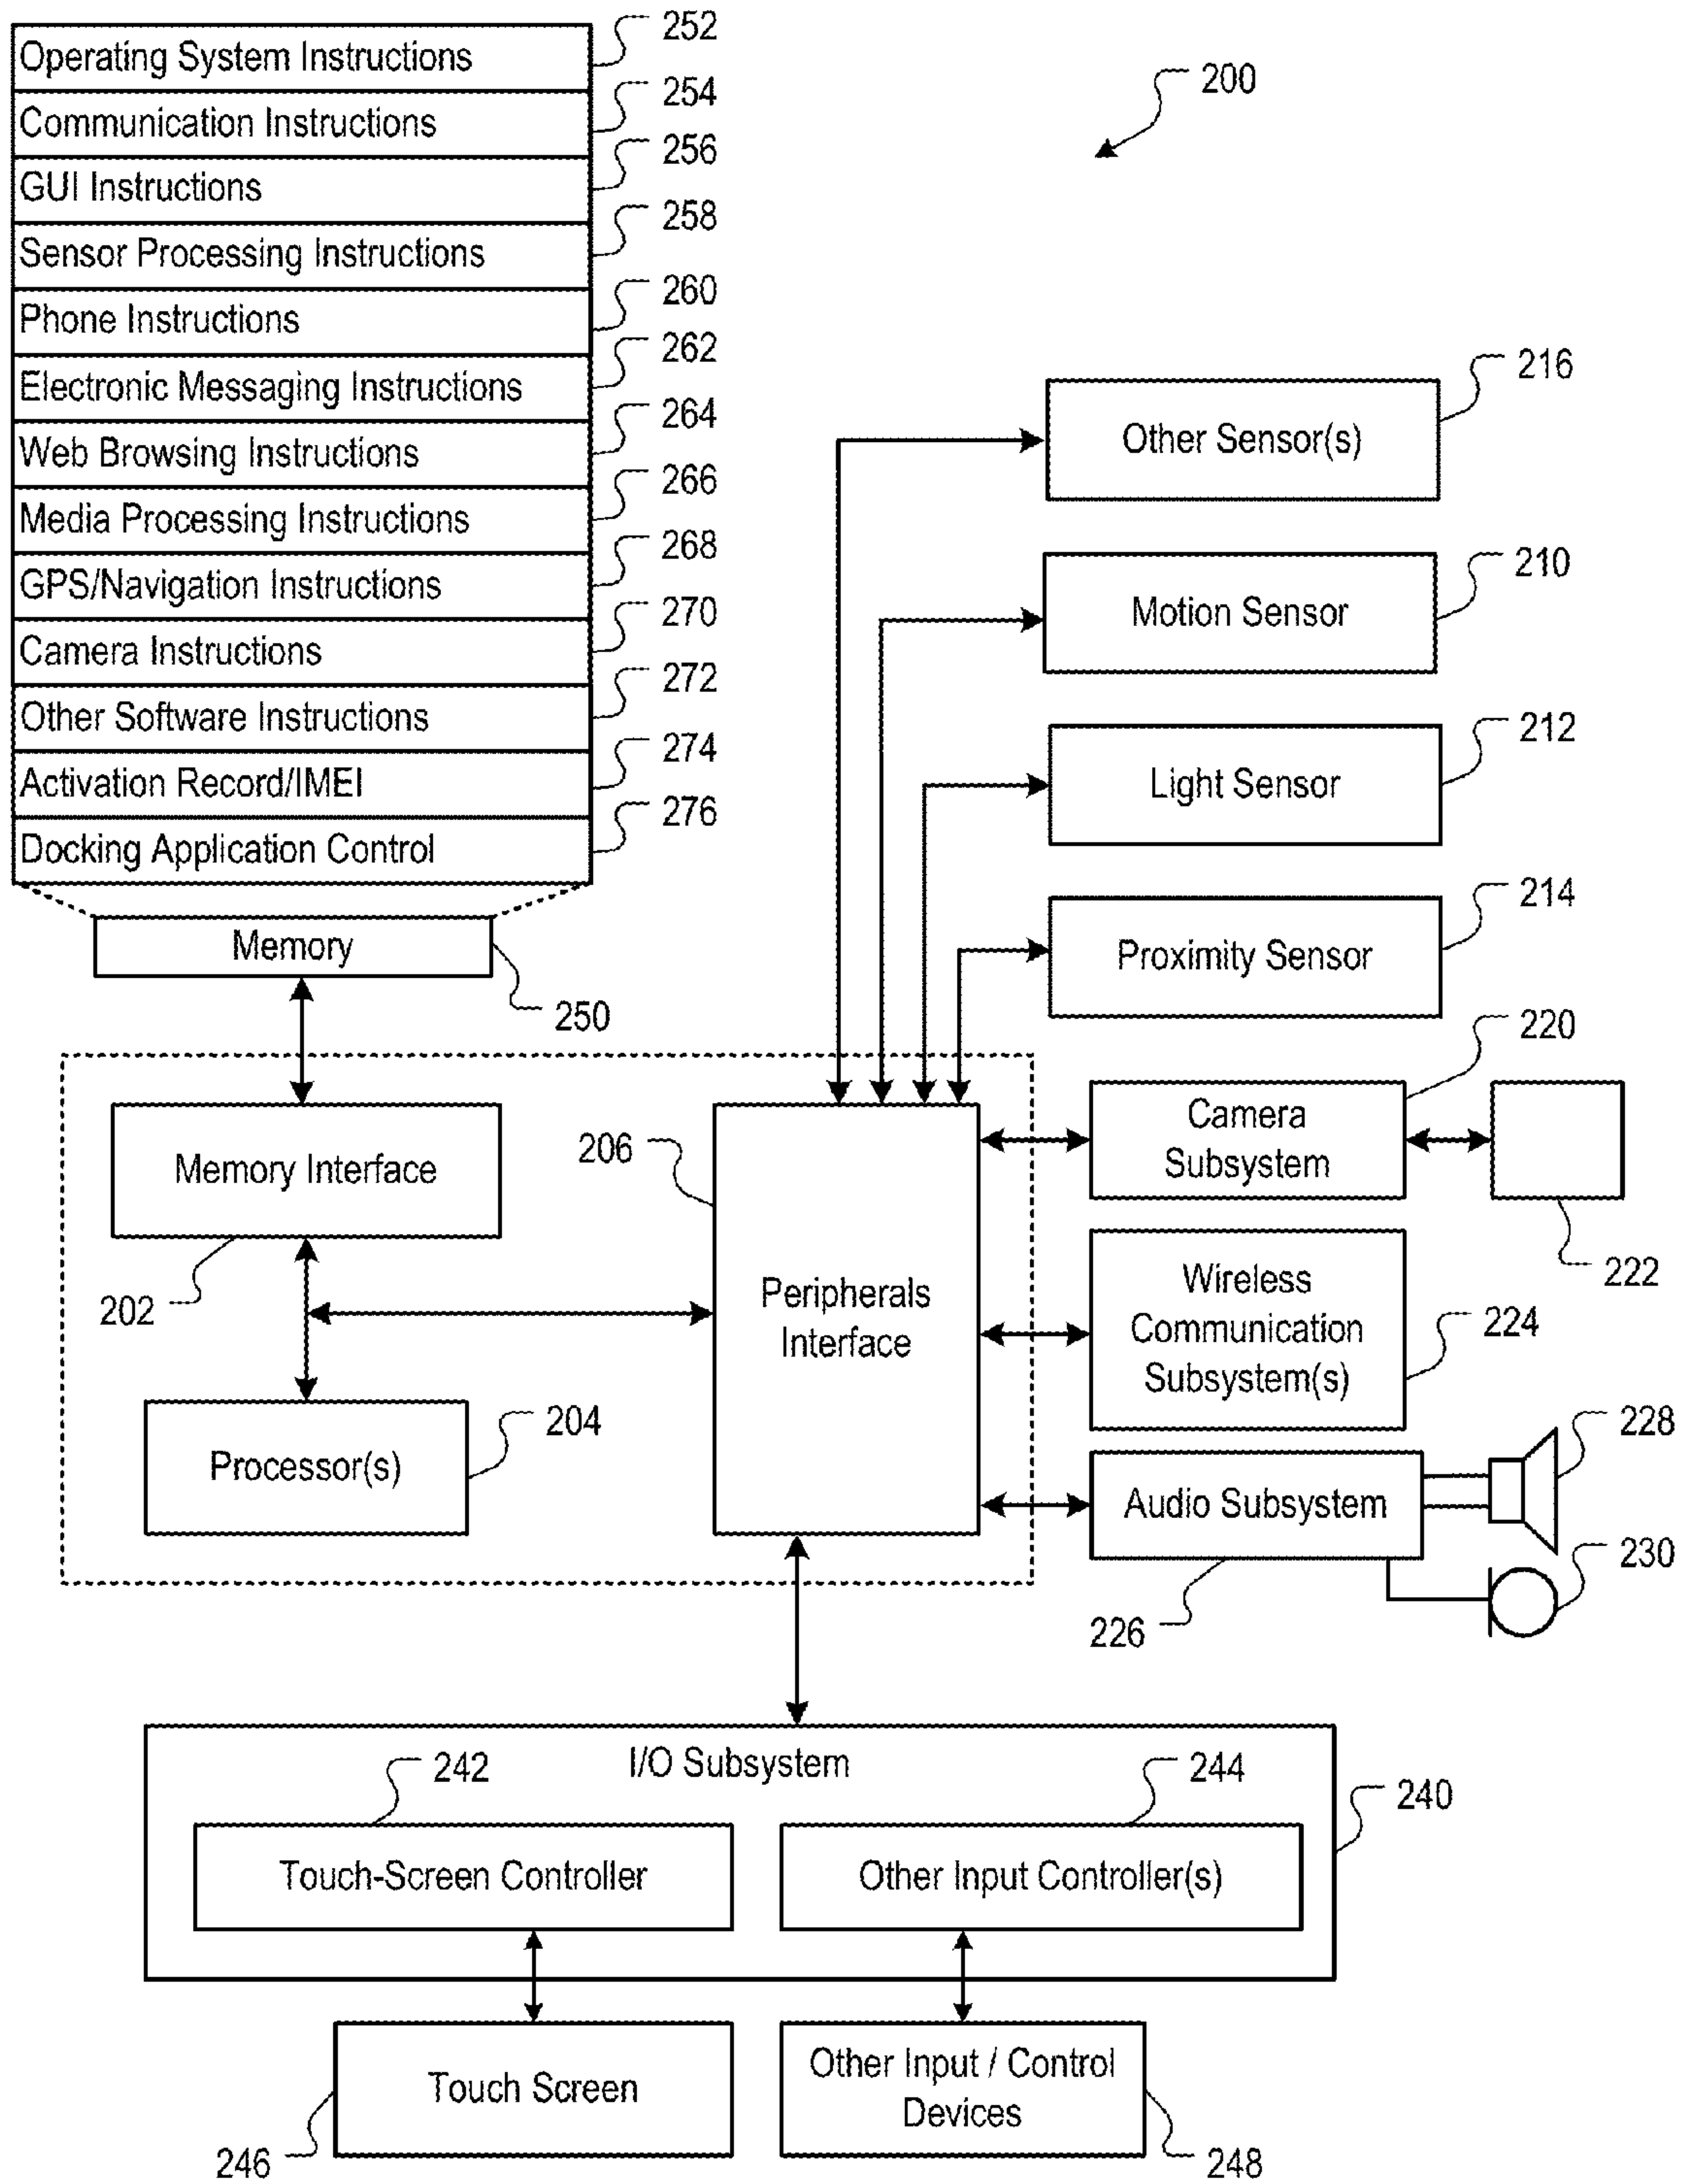 252
Operating System Instructions
254
Communication Instructions
256
GUI Instructions
258
Sensor Processing Instructions
260
Phone Instructions
262
Electronic Messaging Instructions
264
Web Browsing Instructions
266
Media Processing Instructions
268
GPS/Navigation Instructions
270
Camera Instructions
272
Other Software Instructions
274
Activation Record/IMEI
276
Docking Application Control
Memory
250
200
216
Other Sensor(s)
210
Motion Sensor
212
Light Sensor
214
Proximity Sensor
220
Camera
Subsystem
222
Memory Interface
202
206
Peripherals
Interface
Wireless
Communication
Subsystem(s)
224
Processor(s)
204
228
Audio Subsystem
230
226
I/O Subsystem
242
244
240
Touch-Screen Controller
Other Input Controller(s)
Touch Screen
246
Other Input / Control
Devices
248